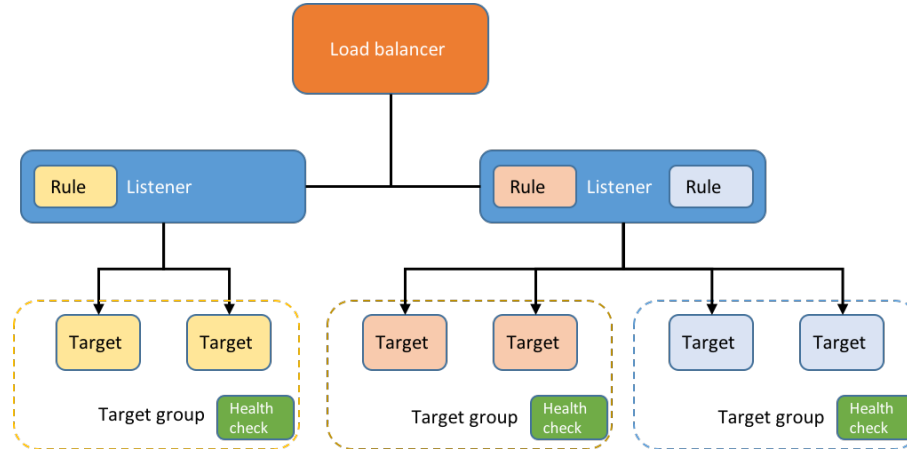 Load balancer
Rule Listener
Rule Listener Rule
Target Target
Target Target
Target Target
Target group Health check
Target group Health check
Target group Health check